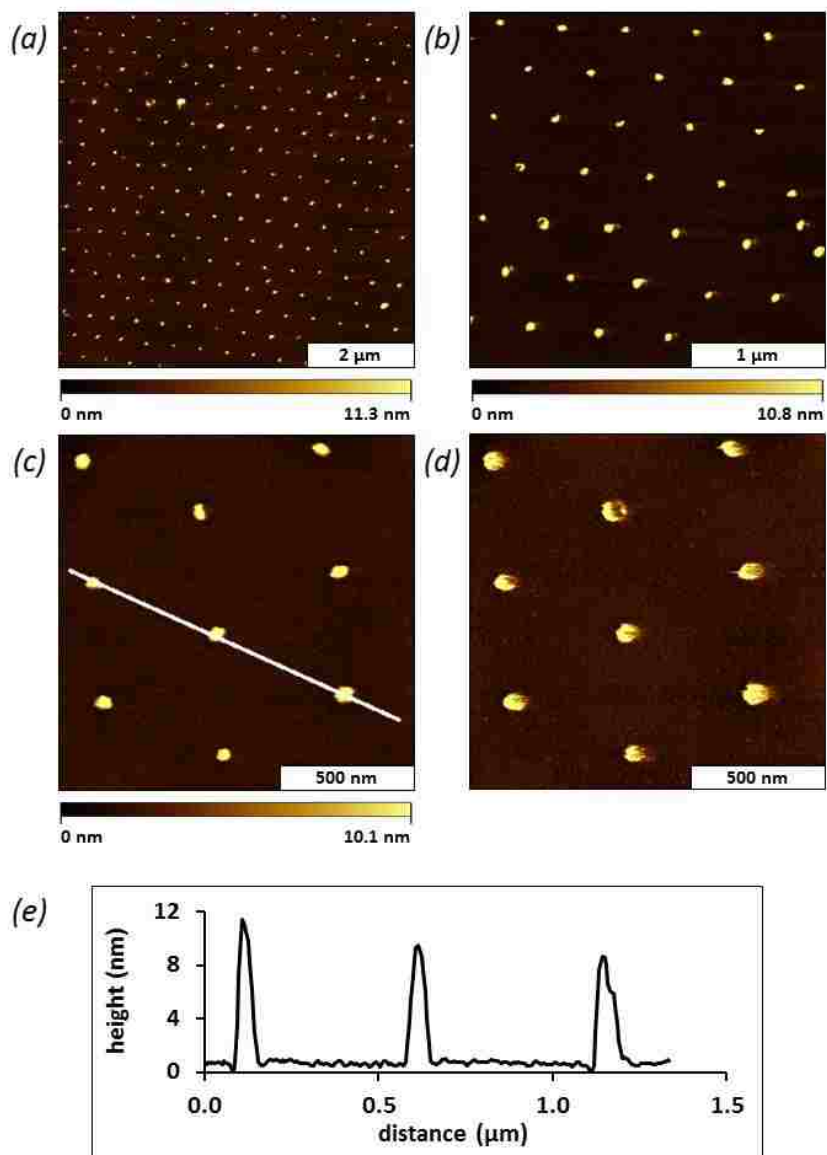 (a)
(b)
2 µm
1 µm
0 nm 11.3 nm
0 nm 10.8 nm
(c)
(d)
500 nm
500 nm
0 nm 10.1 nm
(e)
height (nm)
12
8
4
0
0.0 0.5 1.0 1.5
distance (µm)